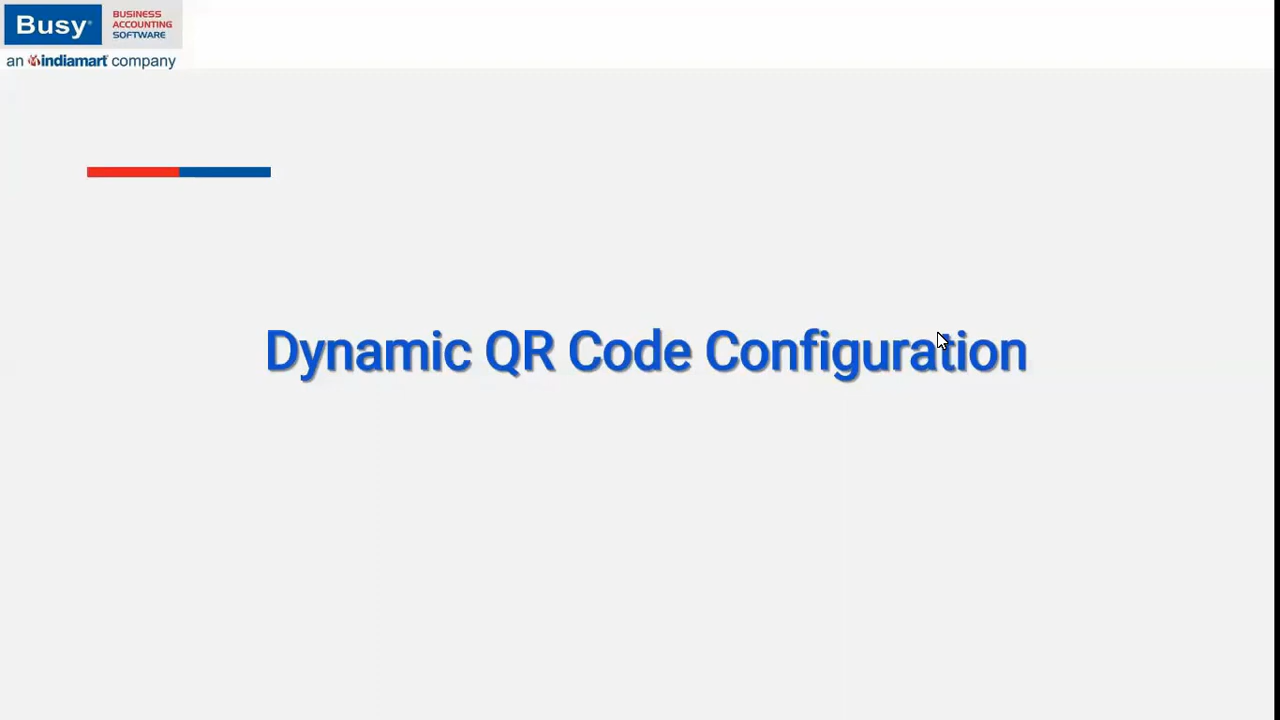 Busy®
BUSINESS
ACCOUNTING
SOFTWARE
an indiamart company
Dynamic QR Code Configuration